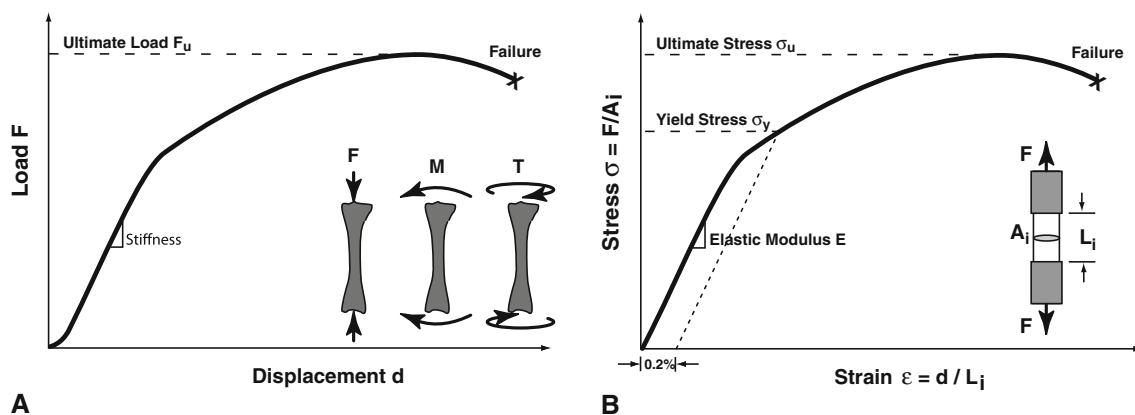 Ultimate Load Fu
Failure
Load F
Stiffness
F
M
T
Displacement d
A
Ultimate Stress σu
Failure
Yield Stress σy
Stress σ = F/Ai
Elastic Modulus E
F
Ai
Li
F
0.2%
Strain ε = d / Li
B